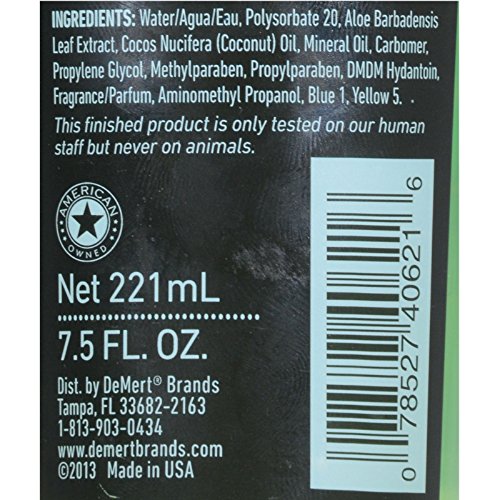 INGREDIENTS: Water/Agua/Eau, Polysorbate 20, Aloe Barbadensis
Leaf Extract, Cocos Nucifera (Coconut) Oil, Mineral Oil, Carbomer,
Propylene Glycol, Methylparaben, Propylparaben, DMDM Hydantoin,
Fragrance/Parfum, Aminomethyl Propanol, Blue 1, Yellow 5.
This finished product is only tested on our human
staff but never on animals.
AMERICAN
OWNED
Net 221mL
7.5 FL. OZ.
Dist. by DeMert® Brands
Tampa, FL 33682-2163
1-813-903-0434
www.demertbrands.com
©2013 Made in USA
0 78527 40621 6